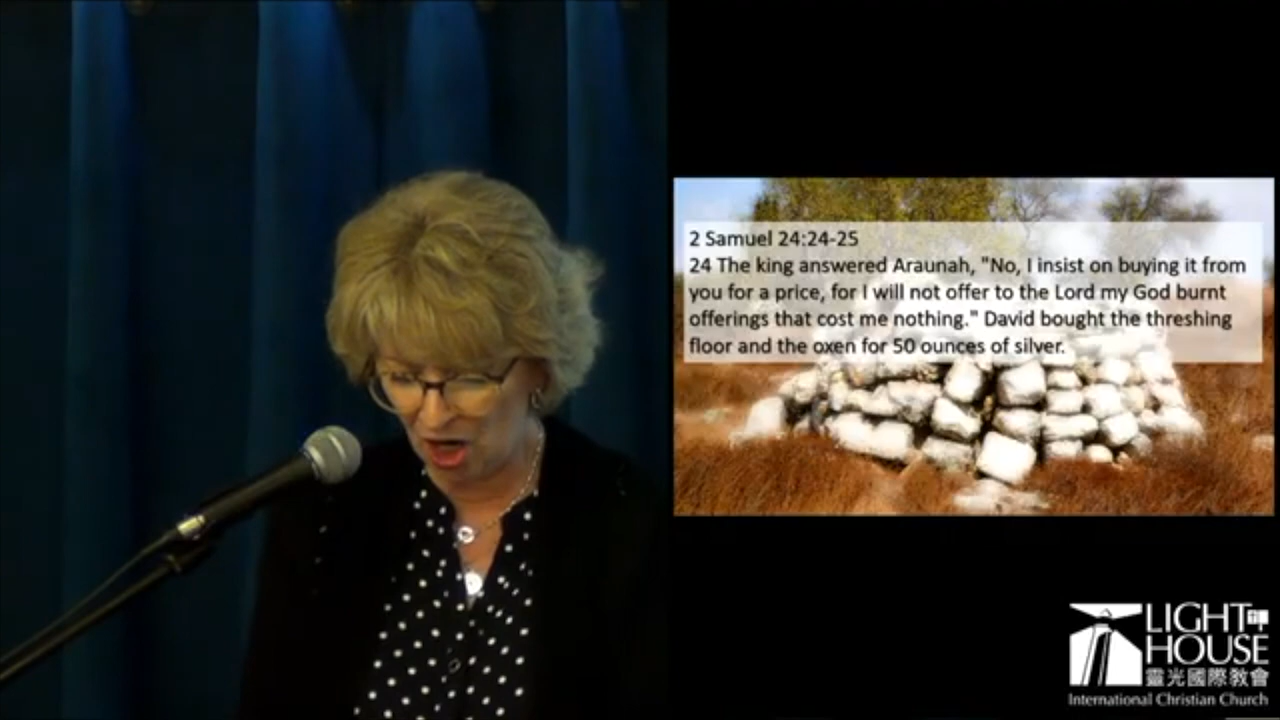 2 Samuel 24:24-25
24 The king answered Araunah, "No, I insist on buying it from
you for a price, for I will not offer to the Lord my God burnt
offerings that cost me nothing." David bought the threshing
floor and the oxen for 50 ounces of silver.
LIGHT
HOUSE
靈光國際教會
International Christian Church